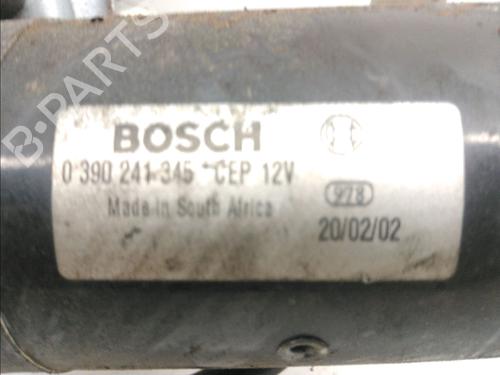 B-PARTS
BOSCH
0 390 241 345 CEP 12V
978
Made in South Africa
20/02/02